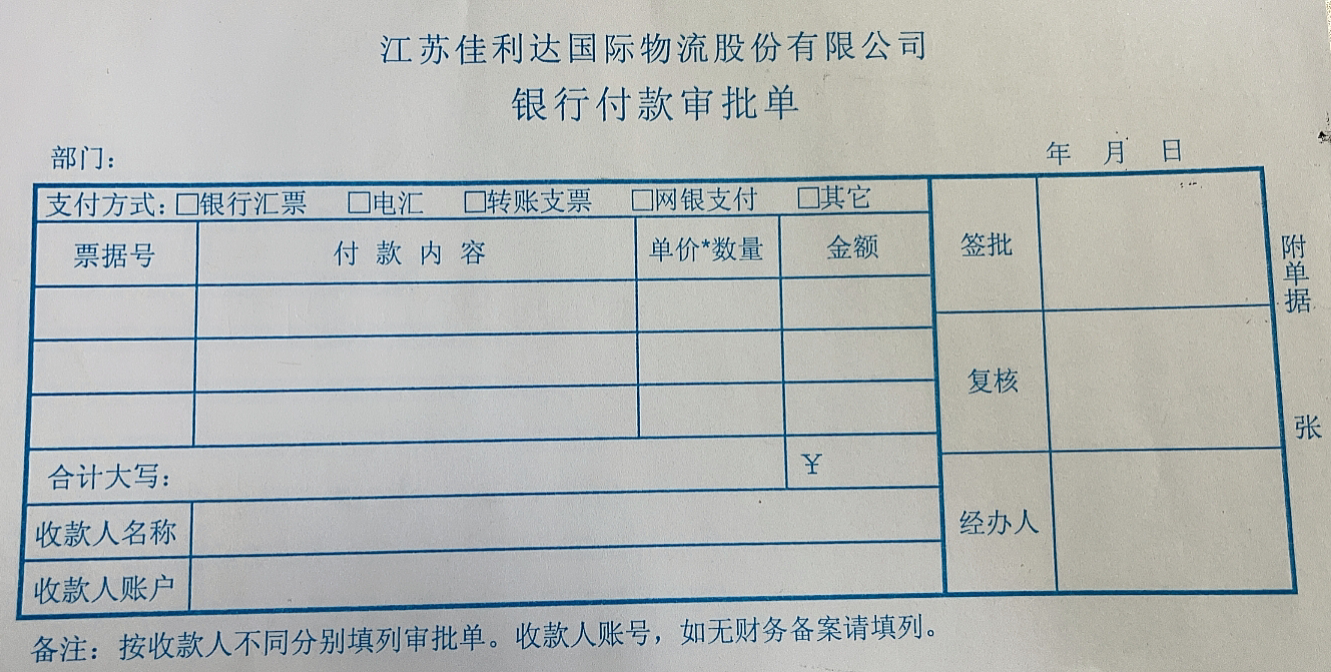 江苏佳利达国际物流股份有限公司
银行付款审批单
部门： 年 月 日
支付方式：□银行汇票 □电汇 □转账支票 □网银支付 □其它
票据号 付款内容 单价*数量 金额 签批
附单据 张
复核
合计大写： ¥
收款人名称 经办人
收款人账户
备注：按收款人不同分别填列审批单。收款人账号，如无财务备案请填列。